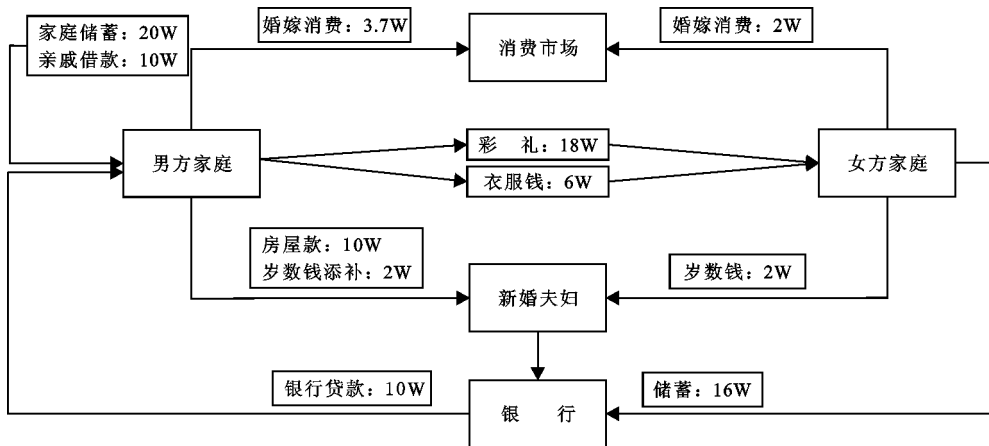 家庭储蓄：20W
亲戚借款：10W
婚嫁消费：3.7W
消费市场
婚嫁消费：2W
男方家庭
彩 礼：18W
衣服钱：6W
女方家庭
房屋款：10W
岁数钱添补：2W
新婚夫妇
岁数钱：2W
银行贷款：10W
银 行
储蓄：16W